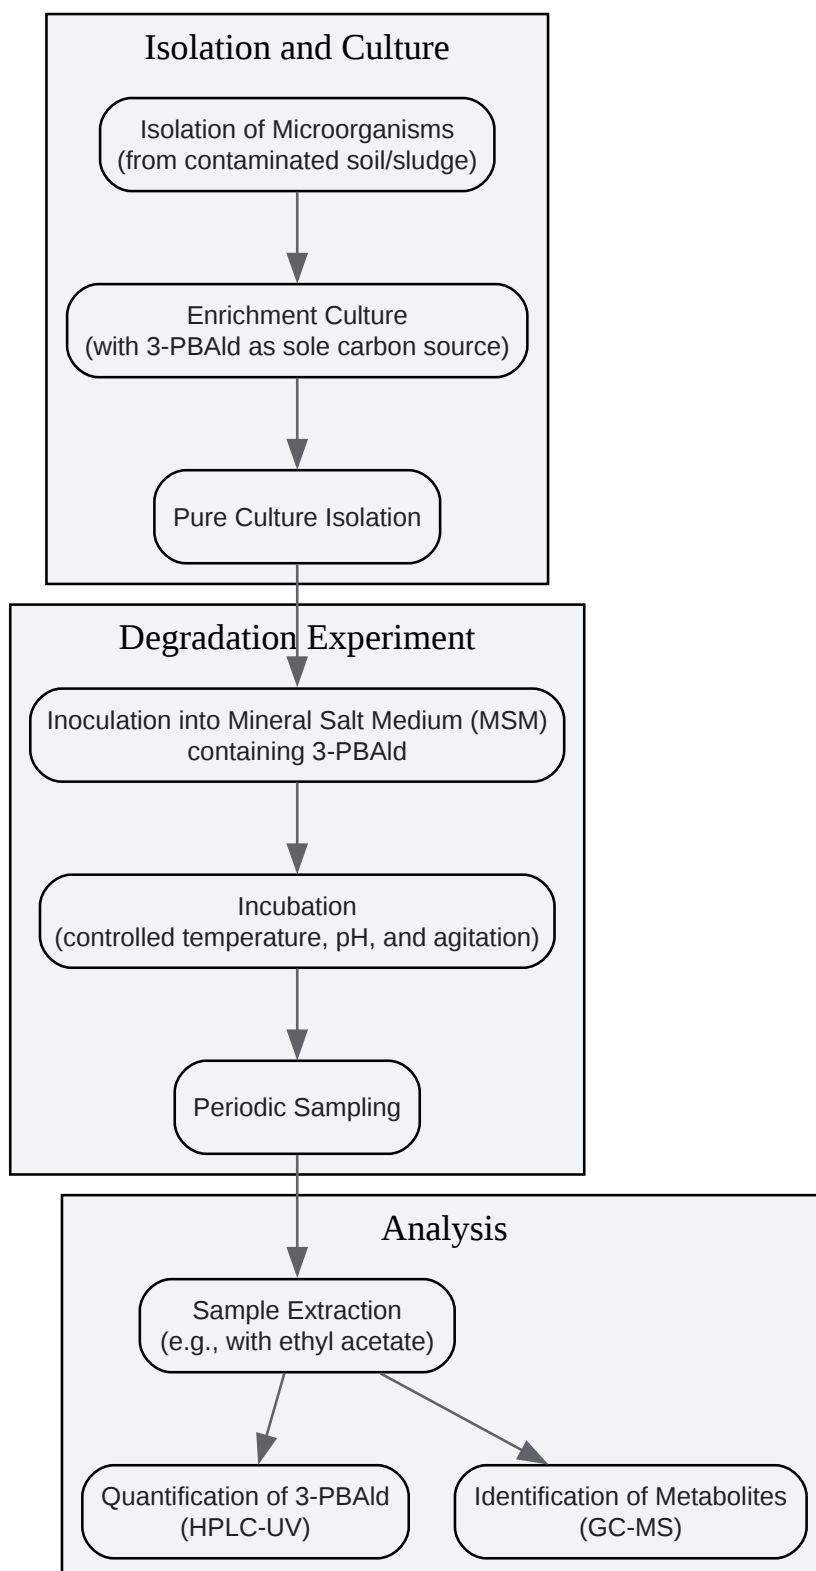 Isolation and Culture
Isolation of Microorganisms
(from contaminated soil/sludge)
Enrichment Culture
(with 3-PBAld as sole carbon source)
Pure Culture Isolation
Degradation Experiment
Inoculation into Mineral Salt Medium (MSM)
containing 3-PBAld
Incubation
(controlled temperature, pH, and agitation)
Periodic Sampling
Analysis
Sample Extraction
(e.g., with ethyl acetate)
Quantification of 3-PBAld
(HPLC-UV)
Identification of Metabolites
(GC-MS)